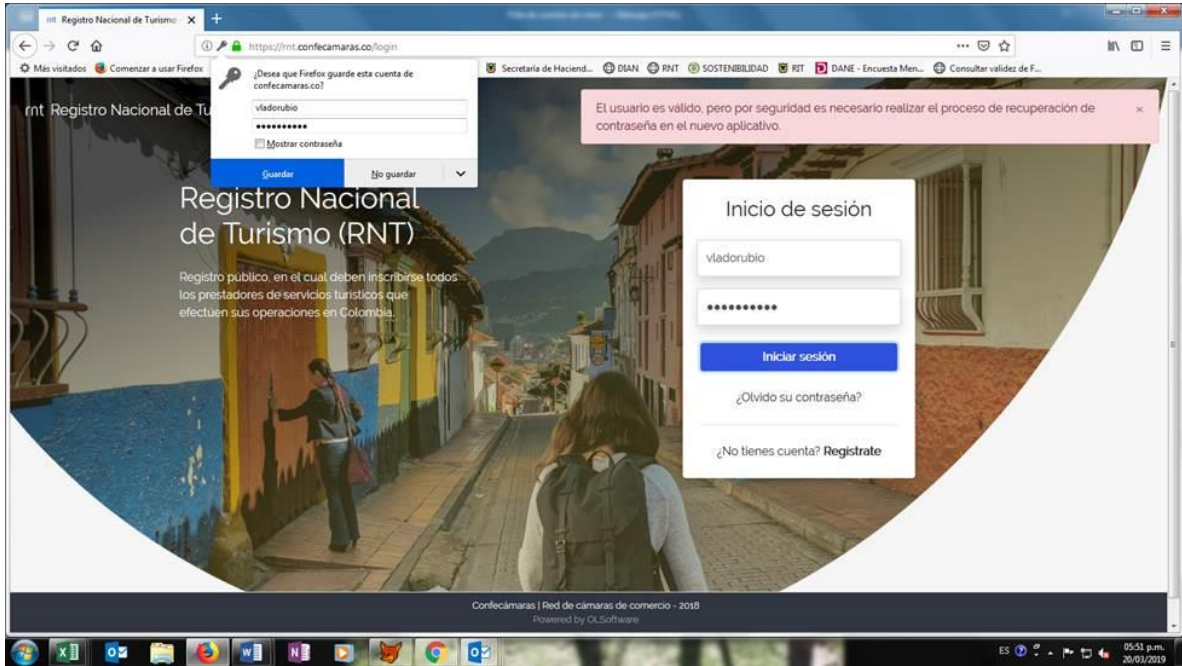 rnt Registro Nacional de Turismo
https://rnt.confecamaras.co/login
Más visitados
Comenzar a usar Firefox
Secretaría de Haciend...
DIAN
RNT
SOSTENIBILIDAD
RIT
DANE - Encuesta Men...
Consultar validez de F...
¿Desea que Firefox guarde esta cuenta de
confecamaras.co?
vladorubio
••••••••••
Mostrar contraseña
Guardar
No guardar
rnt Registro Nacional de Tu
El usuario es válido, pero por seguridad es necesario realizar el proceso de recuperación de
contraseña en el nuevo aplicativo.
×
Registro Nacional
de Turismo (RNT)
Registro público, en el cual deben inscribirse todos
los prestadores de servicios turísticos que
efectúen sus operaciones en Colombia.
Inicio de sesión
vladorubio
••••••••••
Iniciar sesión
¿Olvido su contraseña?
¿No tienes cuenta? Regístrate
Confecámaras | Red de cámaras de comercio - 2018
Powered by OLSoftware
ES
05:51 p.m.
20/03/2019